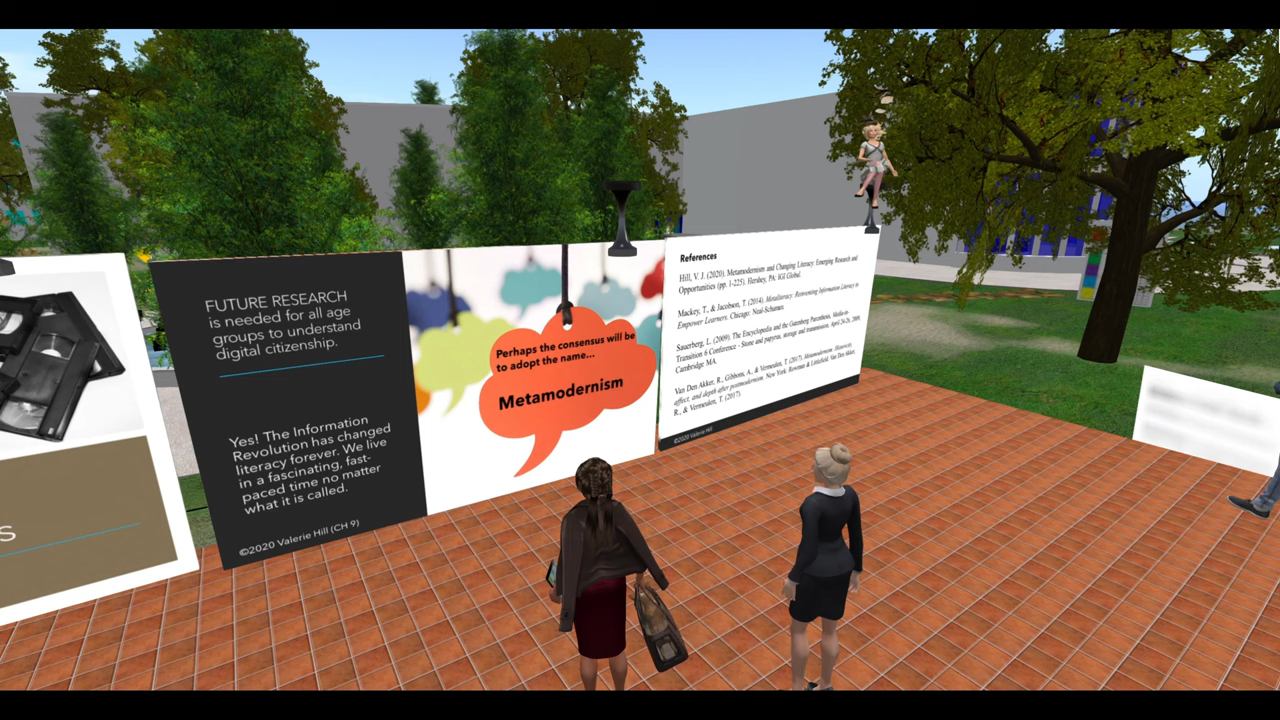 S
FUTURE RESEARCH
is needed for all age
groups to understand
digital citizenship.
Yes! The Information
Revolution has changed
literacy forever. We live
in a fascinating, fast-
paced time no matter
what it is called.
©2020 Valerie Hill (CH 9)
Perhaps the consensus will be
to adopt the name...
Metamodernism
References
Hill, V. J. (2020). Metamodernism and Changing Literacy: Emerging Research and
Opportunities (pp. 1-225). Hershey, PA: IGI Global.
Mackey, T., & Jacobson, T. (2014). Metaliteracy: Reinventing Information Literacy to
Empower Learners. Chicago: Neal-Schuman.
Sauerberg, L. (2009). The Encyclopedia and the Gutenberg Parenthesis, Media-in-
Transition 6 Conference - Stone and papyrus, storage and transmission. April 24-26, 2009,
Cambridge MA.
Van Den Akker, R., Gibbons, A., & Vermeulen, T. (2017). Metamodernism: Historicity,
affect, and depth after postmodernism. New York: Rowman & Littlefield. Van Den Akker,
R., & Vermeulen, T. (2017).
©2020 Valerie Hill